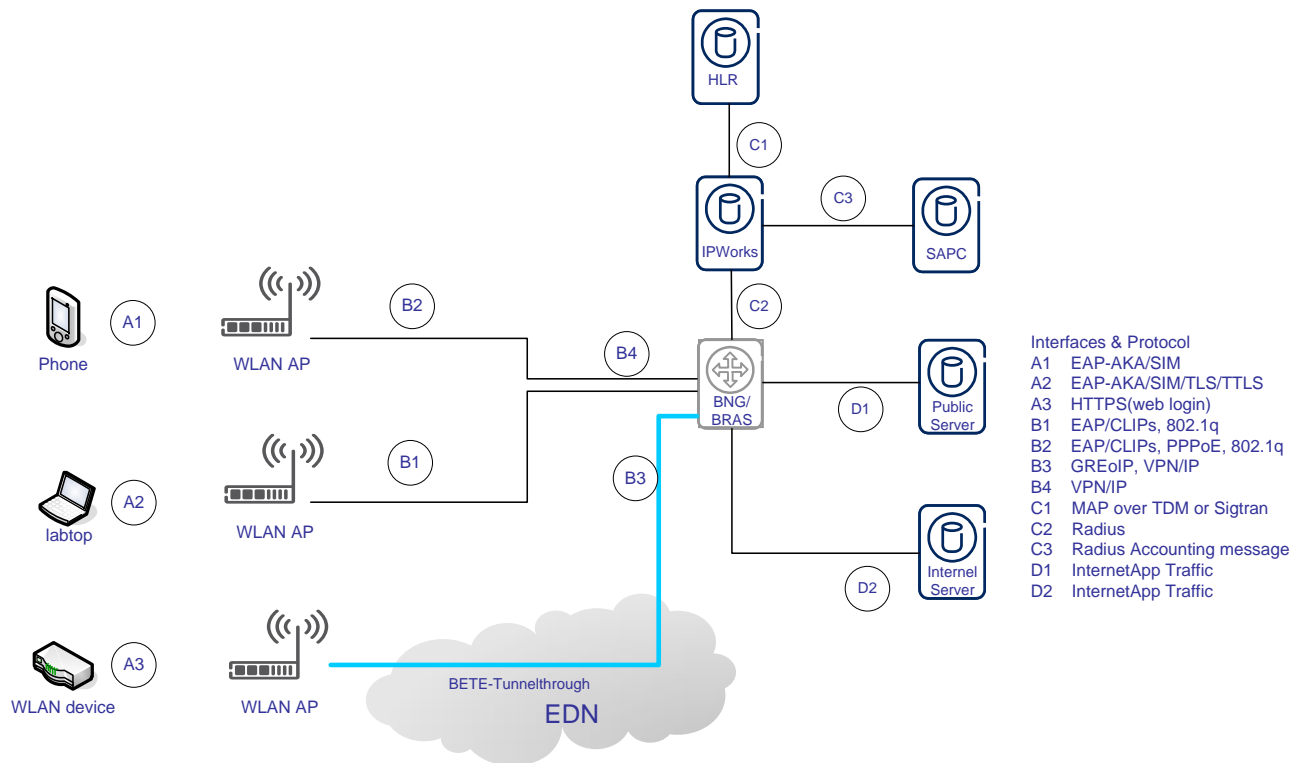 HLR
C1
IPWorks
C3
SAPC
C2
Phone
A1
WLAN AP
B2
B4
BNG/
BRAS
D1
Public
Server
labtop
A2
WLAN AP
B1
B3
D2
Internel
Server
WLAN device
A3
WLAN AP
BETE-Tunnelthrough
EDN
Interfaces & Protocol
A1 EAP-AKA/SIM
A2 EAP-AKA/SIM/TLS/TTLS
A3 HTTPS(web login)
B1 EAP/CLIPs, 802.1q
B2 EAP/CLIPs, PPPoE, 802.1q
B3 GREoIP, VPN/IP
B4 VPN/IP
C1 MAP over TDM or Sigtran
C2 Radius
C3 Radius Accounting message
D1 InternetApp Traffic
D2 InternetApp Traffic